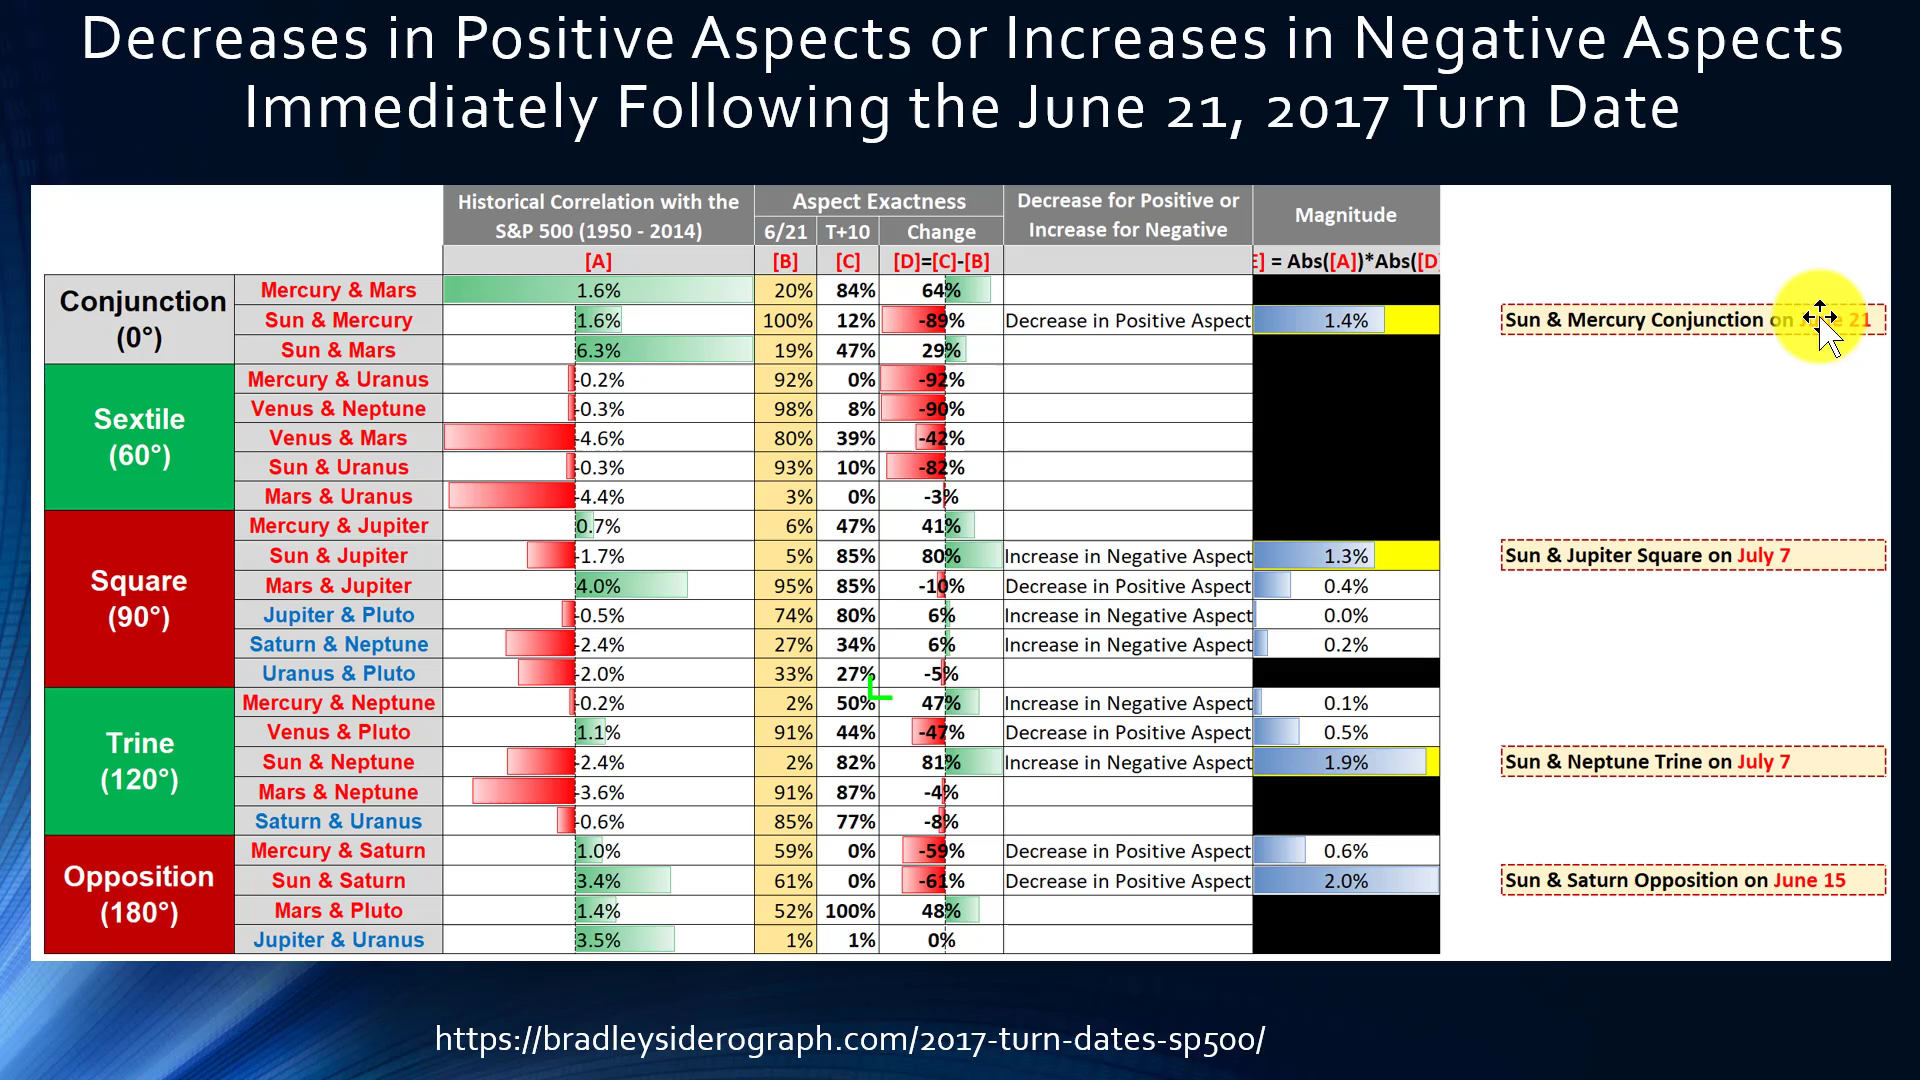 Decreases in Positive Aspects or Increases in Negative Aspects
Immediately Following the June 21, 2017 Turn Date
Historical Correlation with the S&P 500 (1950 - 2014) Aspect Exactness Decrease for Positive or Increase for Negative Magnitude
6/21 T+10 Change
[A] [B] [C] [D]=[C]-[B] E] = Abs([A])*Abs([D
Conjunction (0°)
Mercury & Mars 1.6% 20% 84% 64%
Sun & Mercury 1.6% 100% 12% -89% Decrease in Positive Aspect 1.4% Sun & Mercury Conjunction on 21
Sun & Mars 6.3% 19% 47% 29%
Sextile (60°)
Mercury & Uranus -0.2% 92% 0% -92%
Venus & Neptune -0.3% 98% 8% -90%
Venus & Mars -4.6% 80% 39% -42%
Sun & Uranus -0.3% 93% 10% -82%
Mars & Uranus -4.4% 3% 0% -3%
Square (90°)
Mercury & Jupiter 0.7% 6% 47% 41%
Sun & Jupiter -1.7% 5% 85% 80% Increase in Negative Aspect 1.3% Sun & Jupiter Square on July 7
Mars & Jupiter 4.0% 95% 85% -10% Decrease in Positive Aspect 0.4%
Jupiter & Pluto -0.5% 74% 80% 6% Increase in Negative Aspect 0.0%
Saturn & Neptune -2.4% 27% 34% 6% Increase in Negative Aspect 0.2%
Uranus & Pluto -2.0% 33% 27% -5%
Trine (120°)
Mercury & Neptune -0.2% 2% 50% 47% Increase in Negative Aspect 0.1%
Venus & Pluto 1.1% 91% 44% -47% Decrease in Positive Aspect 0.5%
Sun & Neptune -2.4% 2% 82% 81% Increase in Negative Aspect 1.9% Sun & Neptune Trine on July 7
Mars & Neptune -3.6% 91% 87% -4%
Saturn & Uranus -0.6% 85% 77% -8%
Opposition (180°)
Mercury & Saturn 1.0% 59% 0% -59% Decrease in Positive Aspect 0.6%
Sun & Saturn 3.4% 61% 0% -61% Decrease in Positive Aspect 2.0% Sun & Saturn Opposition on June 15
Mars & Pluto 1.4% 52% 100% 48%
Jupiter & Uranus 3.5% 1% 1% 0%
https://bradleysiderograph.com/2017-turn-dates-sp500/